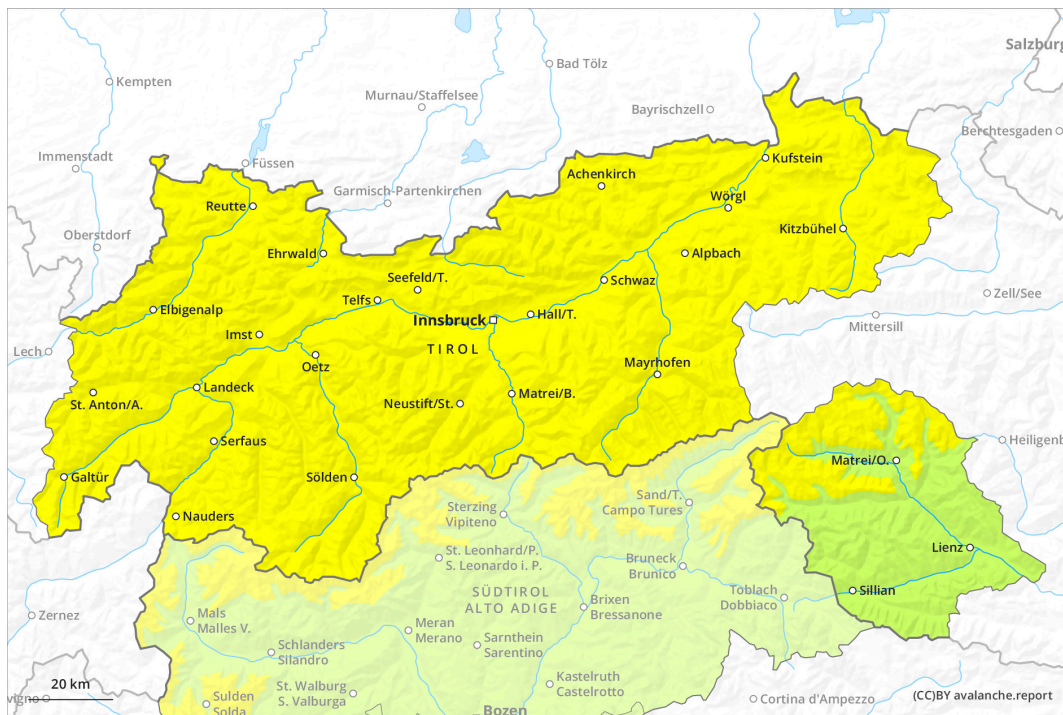 Salzburg
Kempten
Bad Tölz
Murnau/Staffelsee
Bayrischzell
Berchtesgaden
Immenstadt
Füssen
Kufstein
Achenkirch
Garmisch-Partenkirchen
Wörgl
Reutte
Oberstdorf
Kitzbühel
Ehrwald
Alpbach
Seefeld/T.
Schwaz
Telfs
Zell/See
Elbigenalp
Hall/T.
Innsbruck
Mittersill
Imst
TIROL
Lech
Oetz
Mayrhofen
Landeck
St. Anton/A.
Neustift/St.
Matrei/B.
Serfaus
Heiligenb
Matrei/O.
Galtür
Sölden
Sand/T.
Campo Tures
Sterzing
Vipiteno
Nauders
Lienz
St. Leonhard/P.
S. Leonardo i. P.
Bruneck
Brunico
SÜDTIROL
ALTO ADIGE
Toblach
Dobbiaco
Sillian
Brixen
Bressanone
Zernez
Mals
Malles V.
Meran
Merano
Schlanders
Silandro
Sarnthein
Sarentino
Kastelruth
Castelrotto
20 km
St. Walburg
S. Valburga
vigno
Sulden
Solda
Cortina d'Ampezzo
(CC)BY avalanche.report
Bozen